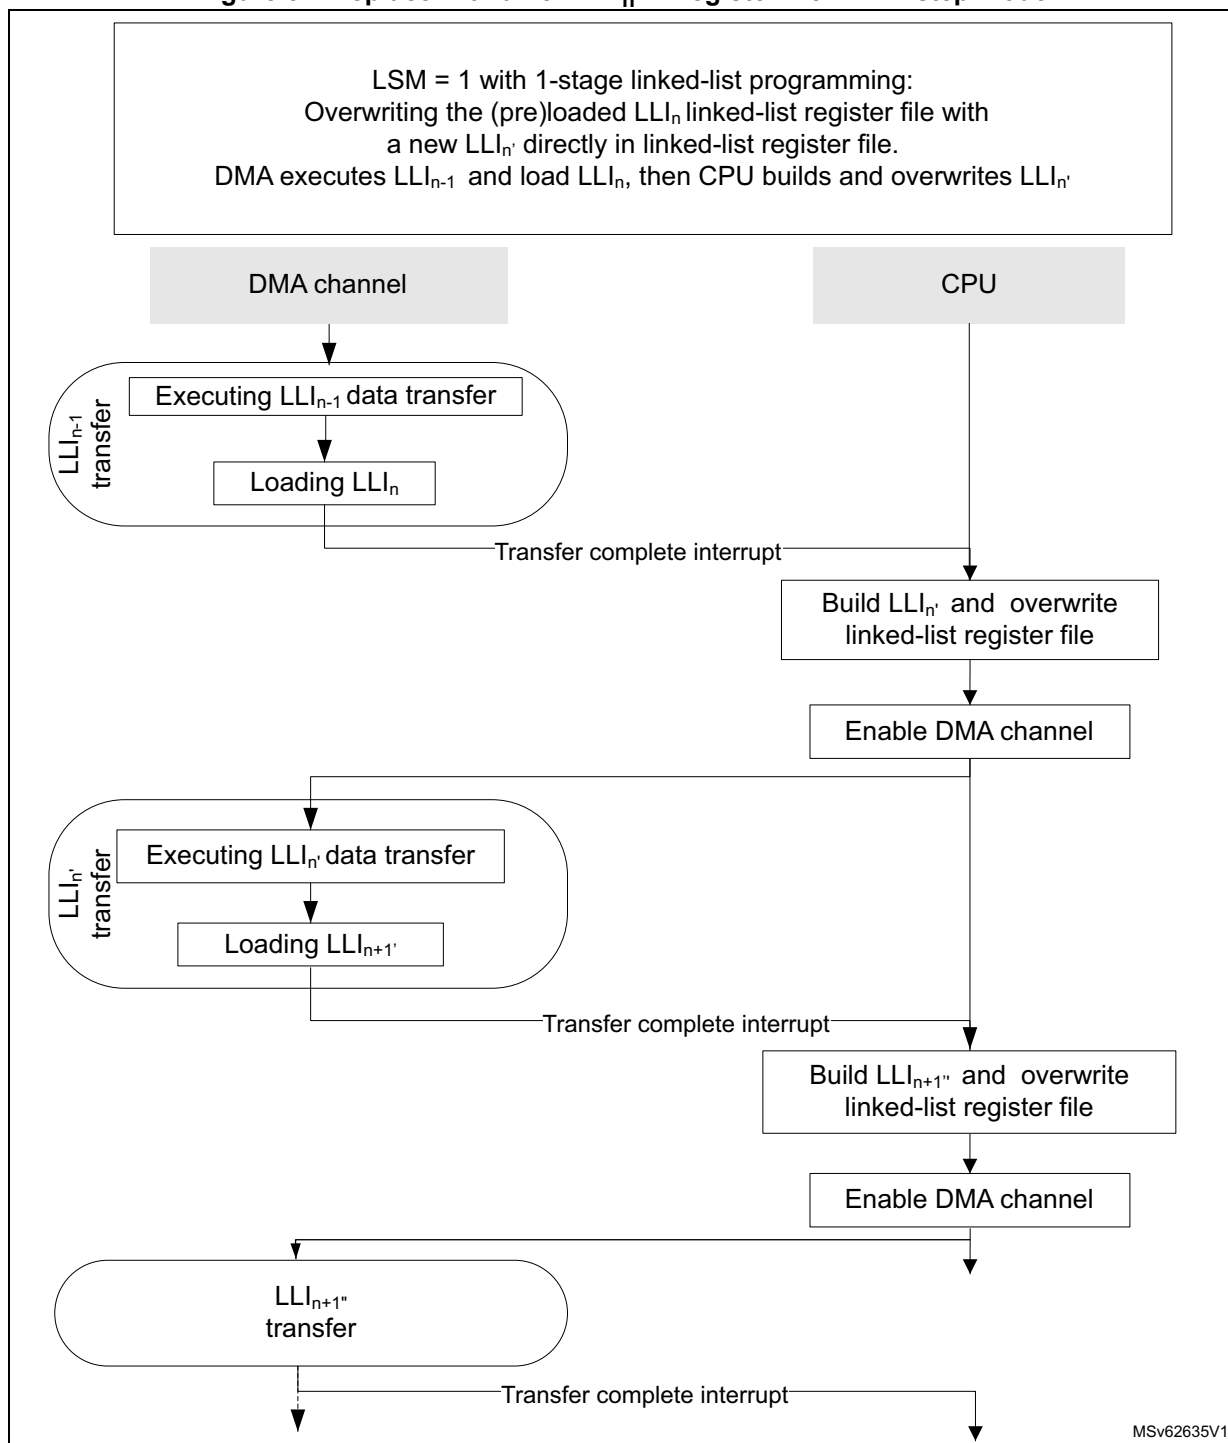 LSM = 1 with 1-stage linked-list programming:
Overwriting the (pre)loaded LLIn linked-list register file with
a new LLIn' directly in linked-list register file.
DMA executes LLIn-1 and load LLIn, then CPU builds and overwrites LLIn'
DMA channel
CPU
LLIn-1
transfer
Executing LLIn-1 data transfer
Loading LLIn
Transfer complete interrupt
Build LLIn' and overwrite
linked-list register file
Enable DMA channel
LLIn'
transfer
Executing LLIn' data transfer
Loading LLIn+1'
Transfer complete interrupt
Build LLIn+1'' and overwrite
linked-list register file
Enable DMA channel
LLIn+1"
transfer
Transfer complete interrupt
MSv62635V1